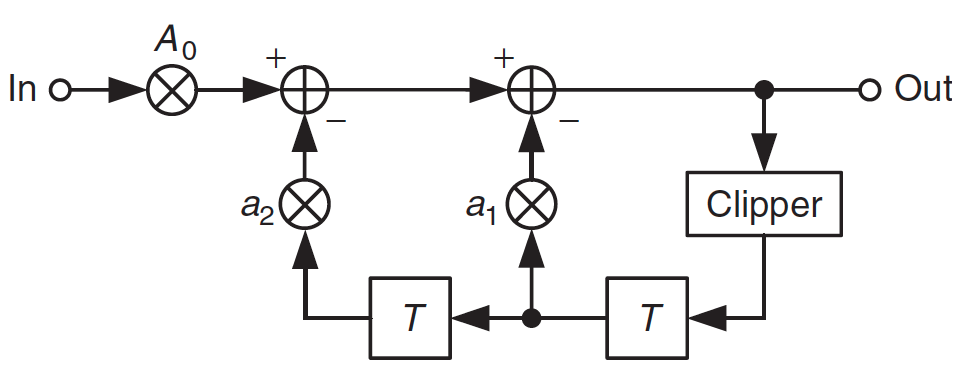 A0
In + + Out
− −
a2 a1 Clipper
T T